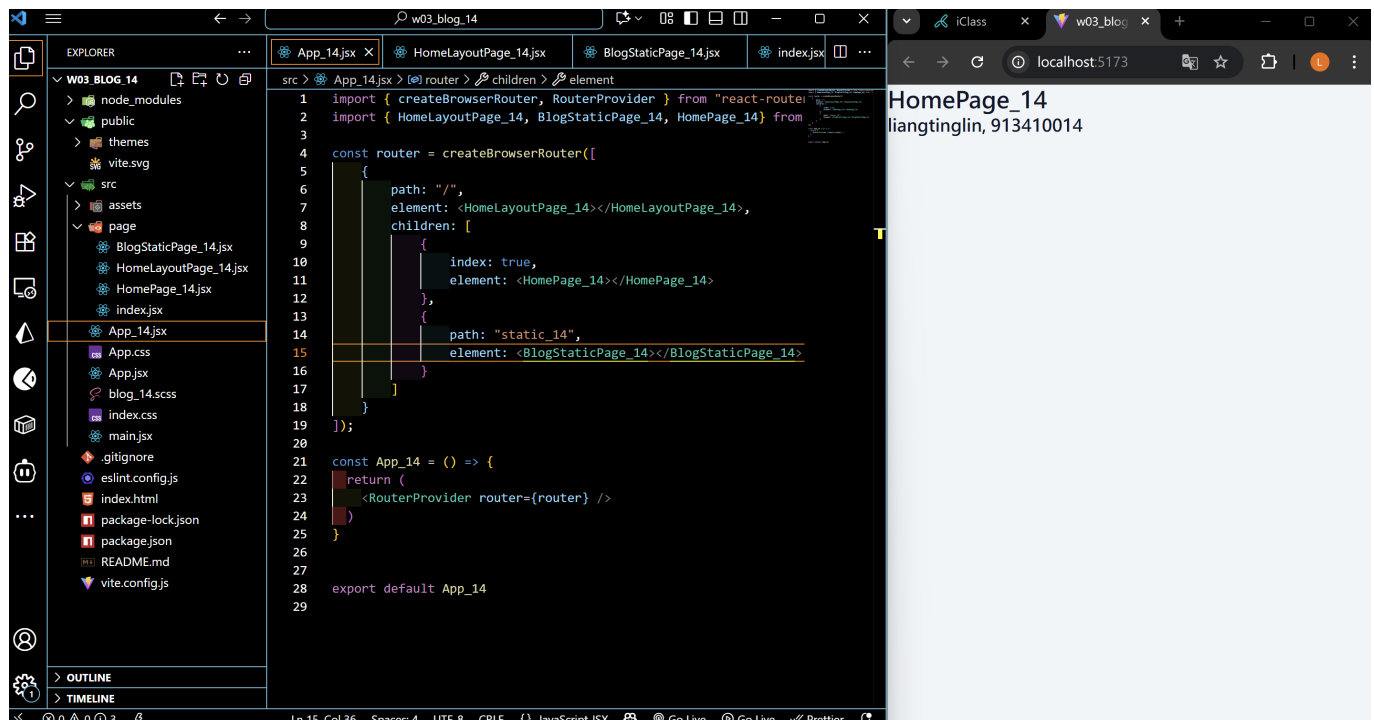 w03_blog_14
EXPLORER
W03_BLOG_14
node_modules
public
themes
vite.svg
src
assets
page
BlogStaticPage_14.jsx
HomeLayoutPage_14.jsx
HomePage_14.jsx
index.jsx
App_14.jsx
App.css
App.jsx
blog_14.scss
index.css
main.jsx
.gitignore
eslint.config.js
index.html
package-lock.json
package.json
README.md
vite.config.js
OUTLINE
TIMELINE
App_14.jsx HomeLayoutPage_14.jsx BlogStaticPage_14.jsx index.jsx
src > App_14.jsx > router > children > element
1 import { createBrowserRouter, RouterProvider } from "react-router
2 import { HomeLayoutPage_14, BlogStaticPage_14, HomePage_14} from
3
4 const router = createBrowserRouter([
5 {
6 path: "/",
7 element: <HomeLayoutPage_14></HomeLayoutPage_14>,
8 children: [
9 {
10 index: true,
11 element: <HomePage_14></HomePage_14>
12 },
13 {
14 path: "static_14",
15 element: <BlogStaticPage_14></BlogStaticPage_14>
16 }
17 ]
18 }
19 ]);
20
21 const App_14 = () => {
22 return (
23 <RouterProvider router={router} />
24 )
25 }
26
27
28 export default App_14
29
Ln 15, Col 36 Spaces: 4 UTF-8 CRLF {} JavaScript JSX Go Live Go Live Prettier
iClass w03_blog
localhost:5173
L
HomePage_14
liangtinglin, 913410014